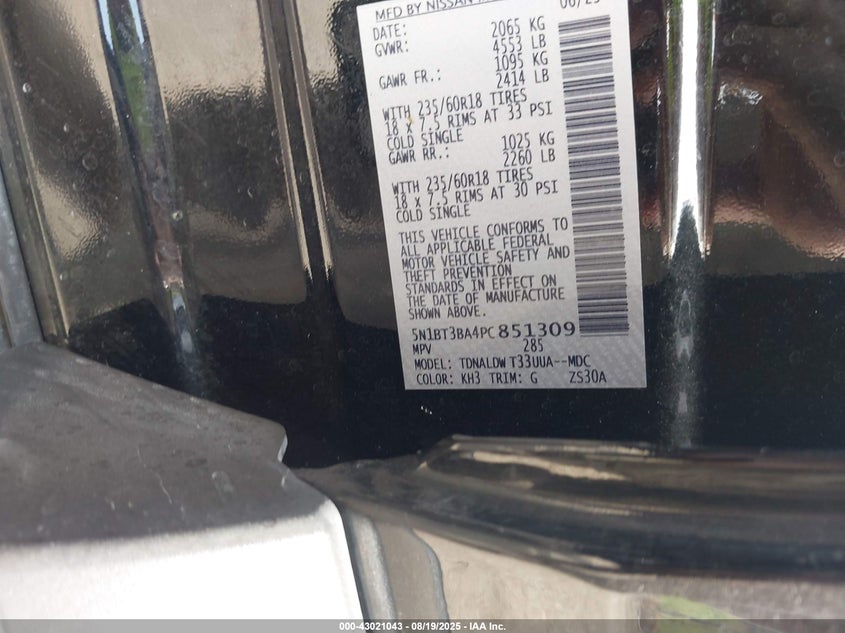 MFD BY NISSAN
DATE: 06/23
GVWR: 2065 KG
4553 LB
GAWR FR.: 1095 KG
2414 LB
WITH 235/60R18 TIRES
18 x 7.5 RIMS AT 33 PSI
COLD SINGLE
GAWR RR.: 1025 KG
2260 LB
WITH 235/60R18 TIRES
18 x 7.5 RIMS AT 30 PSI
COLD SINGLE
THIS VEHICLE CONFORMS TO
ALL APPLICABLE FEDERAL
MOTOR VEHICLE SAFETY AND
THEFT PREVENTION
STANDARDS IN EFFECT ON
THE DATE OF MANUFACTURE
SHOWN ABOVE.
5N1BT3BA4PC851309
MPV 285
MODEL: TDNALDW T33UUA--MDC
COLOR: KH3 TRIM: G ZS30A
000-43021043 - 08/19/2025 - IAA Inc.